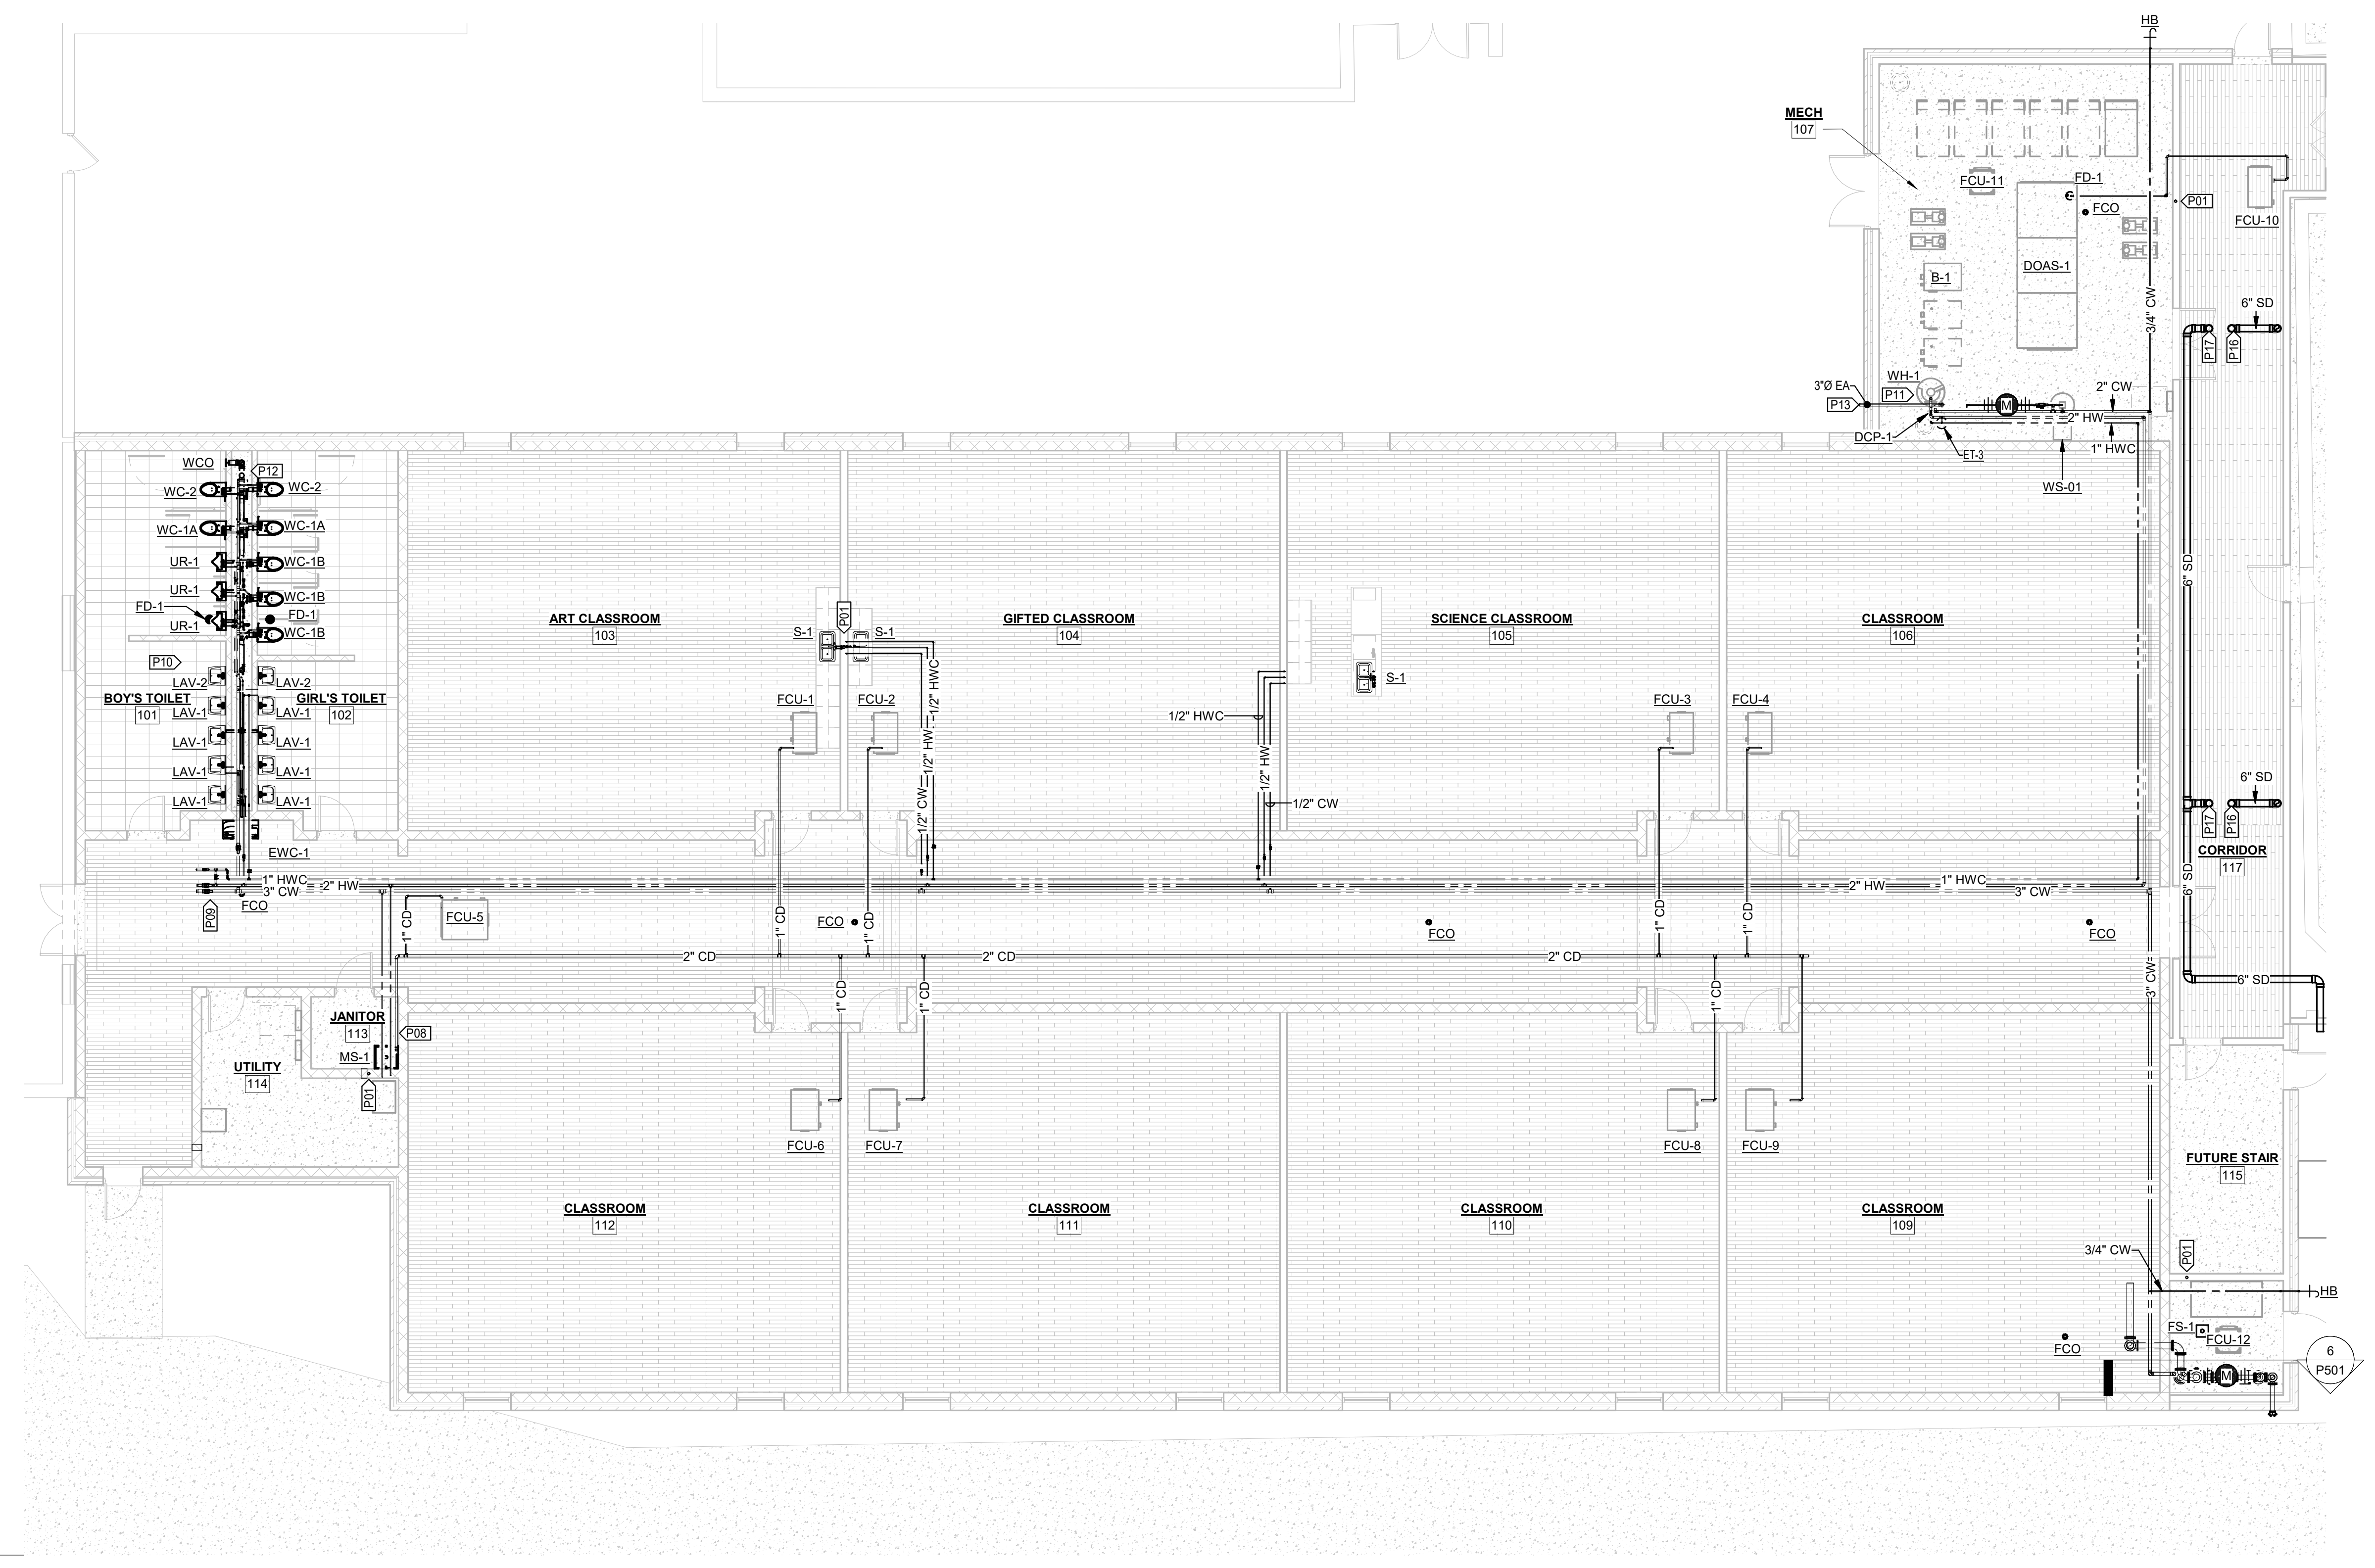 HB
MECH
107
FCU-11
FD-1
FCO
P01
FCU-10
DOAS-1
B-1
3/4" CW
6" SD
P17
P16
WH-1
P11
3"Ø EA
P13
M
2" CW
2" HW
DCP-1
ET-3
1" HWC
WS-01
WCO
P12
WC-2
WC-2
WC-1A
WC-1A
UR-1
WC-1B
UR-1
WC-1B
FD-1
FD-1
UR-1
WC-1B
P10
LAV-2
LAV-2
BOY'S TOILET
101
GIRL'S TOILET
102
LAV-1
LAV-1
LAV-1
LAV-1
LAV-1
LAV-1
LAV-1
LAV-1
EWC-1
ART CLASSROOM
103
S-1
P01
S-1
GIFTED CLASSROOM
104
SCIENCE CLASSROOM
105
S-1
CLASSROOM
106
FCU-1
FCU-2
1/2" CW
1/2" HW
1/2" HWC
1/2" HWC
1/2" HW
1/2" CW
FCU-3
FCU-4
6" SD
6" SD
P17
P16
CORRIDOR
117
6" SD
1" HWC
2" HW
3" CW
FCO
P09
1" HWC
2" HW
3" CW
1" CD
FCU-5
1" CD
FCO
1" CD
FCO
1" CD
1" CD
FCO
2" CD
2" CD
2" CD
3" CW
6" SD
1" CD
1" CD
1" CD
JANITOR
113
P08
MS-1
P01
UTILITY
114
FCU-6
FCU-7
FCU-8
FCU-9
CLASSROOM
112
CLASSROOM
111
CLASSROOM
110
CLASSROOM
109
FUTURE STAIR
115
3/4" CW
P01
HB
FS-1
FCU-12
FCO
M
6
P501